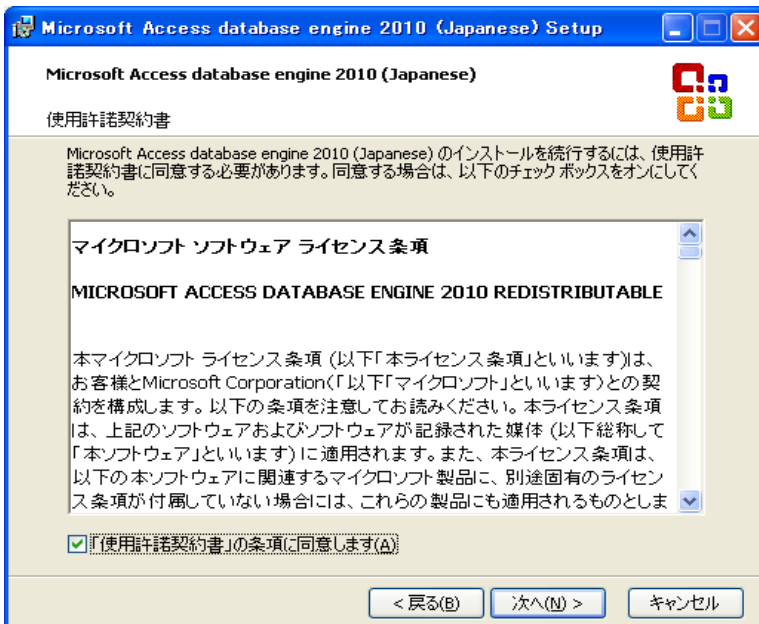 Microsoft Access database engine 2010 (Japanese) Setup
Microsoft Access database engine 2010 (Japanese)
使用許諾契約書
Microsoft Access database engine 2010 (Japanese) のインストールを続行するには、使用許
諾契約書に同意する必要があります。同意する場合は、以下のチェック ボックスをオンにしてく
ださい。
マイクロソフト ソフトウェア ライセンス条項
MICROSOFT ACCESS DATABASE ENGINE 2010 REDISTRIBUTABLE
本マイクロソフト ライセンス条項 (以下「本ライセンス条項」といいます)は、
お客様とMicrosoft Corporation(「以下「マイクロソフト」といいます)との契
約を構成します。以下の条項を注意してお読みください。本ライセンス条項
は、上記のソフトウェアおよびソフトウェアが記録された媒体 (以下総称して
「本ソフトウェア」といいます) に適用されます。また、本ライセンス条項は、
以下の本ソフトウェアに関連するマイクロソフト製品に、別途固有のライセン
ス条項が付属していない場合には、これらの製品にも適用されるものとしま
「使用許諾契約書」の条項に同意します(A)
< 戻る(B)
次へ(N) >
キャンセル